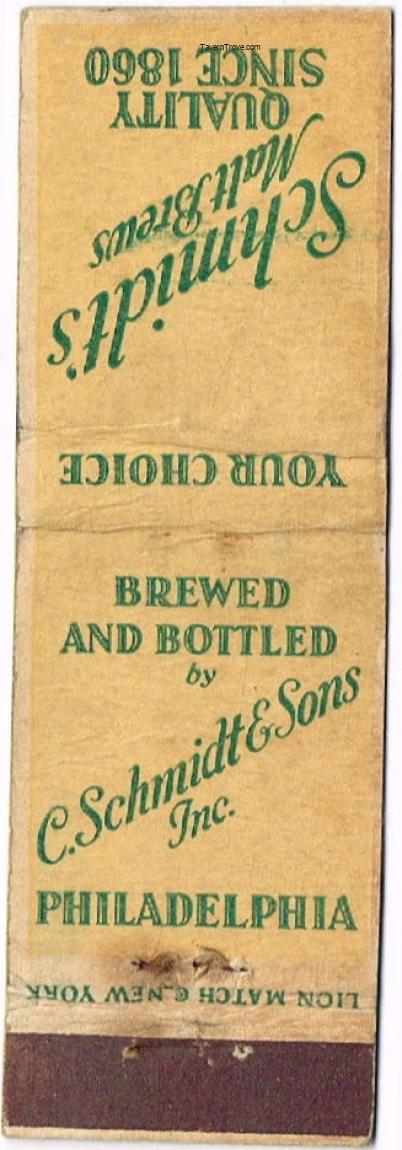 TavernTrove.com
SINCE 1860
QUALITY
Malt Brews
Schmidt's
YOUR CHOICE
BREWED
AND BOTTLED
by
C. Schmidt & Sons
Inc.
PHILADELPHIA
LION MATCH Co. NEW YORK